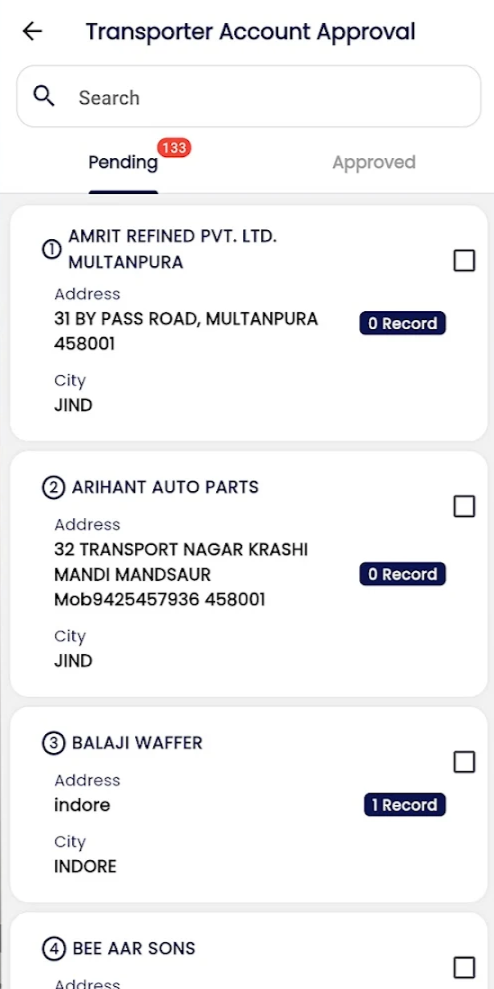 Transporter Account Approval
Search
Pending 133
Approved
1 AMRIT REFINED PVT. LTD.
MULTANPURA
Address
31 BY PASS ROAD, MULTANPURA
458001
0 Record
City
JIND
2 ARIHANT AUTO PARTS
Address
32 TRANSPORT NAGAR KRASHI
MANDI MANDSAUR
Mob9425457936 458001
0 Record
City
JIND
3 BALAJI WAFFER
Address
indore
1 Record
City
INDORE
4 BEE AAR SONS
Address